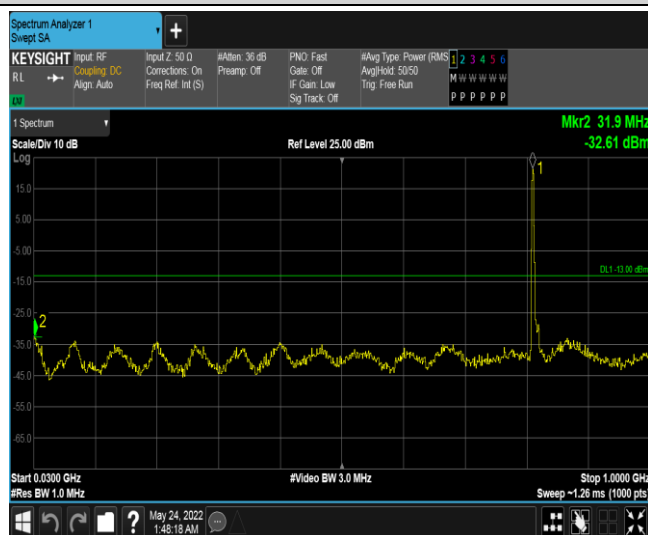 Spectrum Analyzer 1
Swept SA
+
KEYSIGHT Input: RF Input Z: 50 Ω #Atten: 36 dB PNO: Fast #Avg Type: Power (RMS 1 2 3 4 5 6
RL Coupling: DC Corrections: On Preamp: Off Gate: Off Avg|Hold: 50/50 M W W W W W
Align: Auto Freq Ref: Int (S) IF Gain: Low Trig: Free Run
Sig Track: Off P P P P P P
1 Spectrum Mkr2 31.9 MHz
Scale/Div 10 dB Ref Level 25.00 dBm -32.61 dBm
Log
1
15.0
5.00
-5.00
DL1 -13.00 dBm
-15.0
-25.0
2
-35.0
-45.0
-55.0
-65.0
Start 0.0300 GHz #Video BW 3.0 MHz Stop 1.0000 GHz
#Res BW 1.0 MHz Sweep ~1.26 ms (1000 pts)
? May 24, 2022
1:48:18 AM